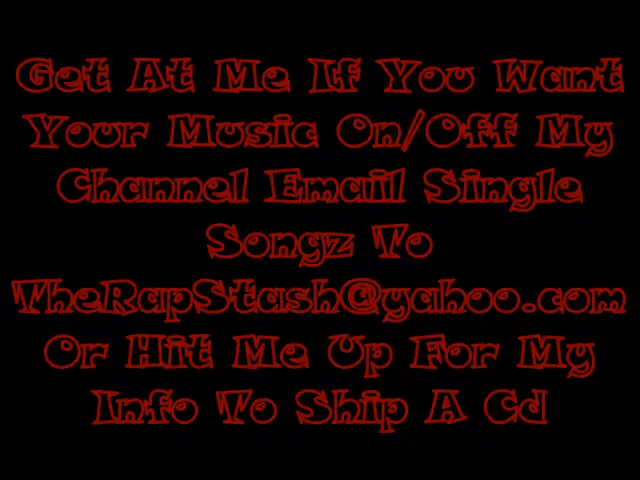 Get At Me If You Want
Your Music On/Off My
Channel Email Single
Songz To
TheRapStash@yahoo.com
Or Hit Me Up For My
Info To Ship A Cd